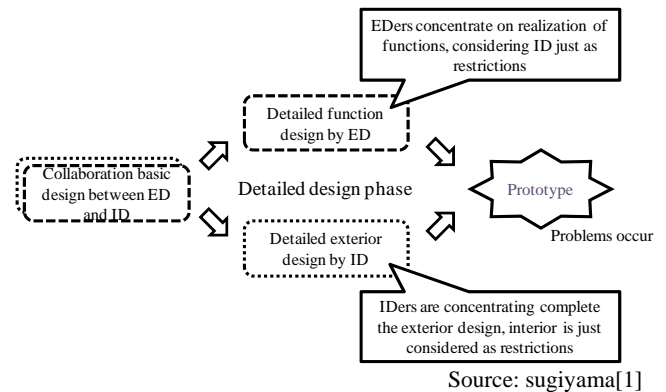 EDers concentrate on realization of
functions, considering ID just as
restrictions
Detailed function
design by ED
Collaboration basic
design between ED
and ID
Detailed design phase
Prototype
Problems occur
Detailed exterior
design by ID
IDers are concentrating complete
the exterior design, interior is just
considered as restrictions
Source: sugiyama[1]